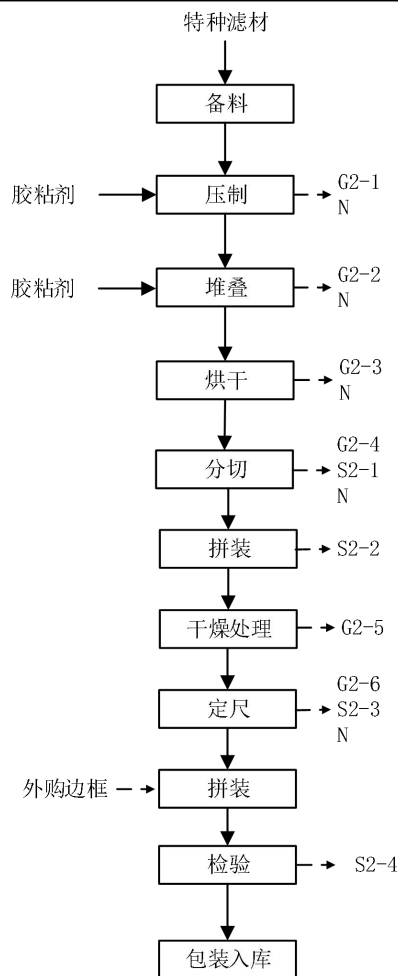 特种滤材
备料
胶粘剂
压制
G2-1
N
胶粘剂
堆叠
G2-2
N
烘干
G2-3
N
分切
G2-4
S2-1
N
拼装
S2-2
干燥处理
G2-5
定尺
G2-6
S2-3
N
外购边框
拼装
检验
S2-4
包装入库